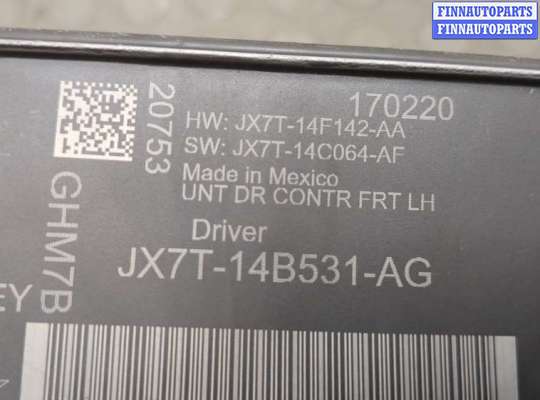 FINNAUTOPARTS
FINNAUTOPARTS
170220
20753
HW: JX7T-14F142-AA
SW: JX7T-14C064-AF
Made in Mexico
UNT DR CONTR FRT LH
Driver
JX7T-14B531-AG
GHM7B
EY